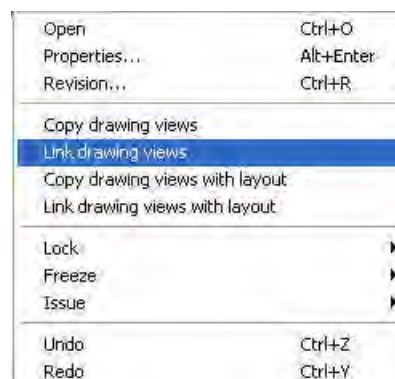 Open Ctrl+O
Properties... Alt+Enter
Revision... Ctrl+R
Copy drawing views
Link drawing views
Copy drawing views with layout
Link drawing views with layout
Lock
Freeze
Issue
Undo Ctrl+Z
Redo Ctrl+Y